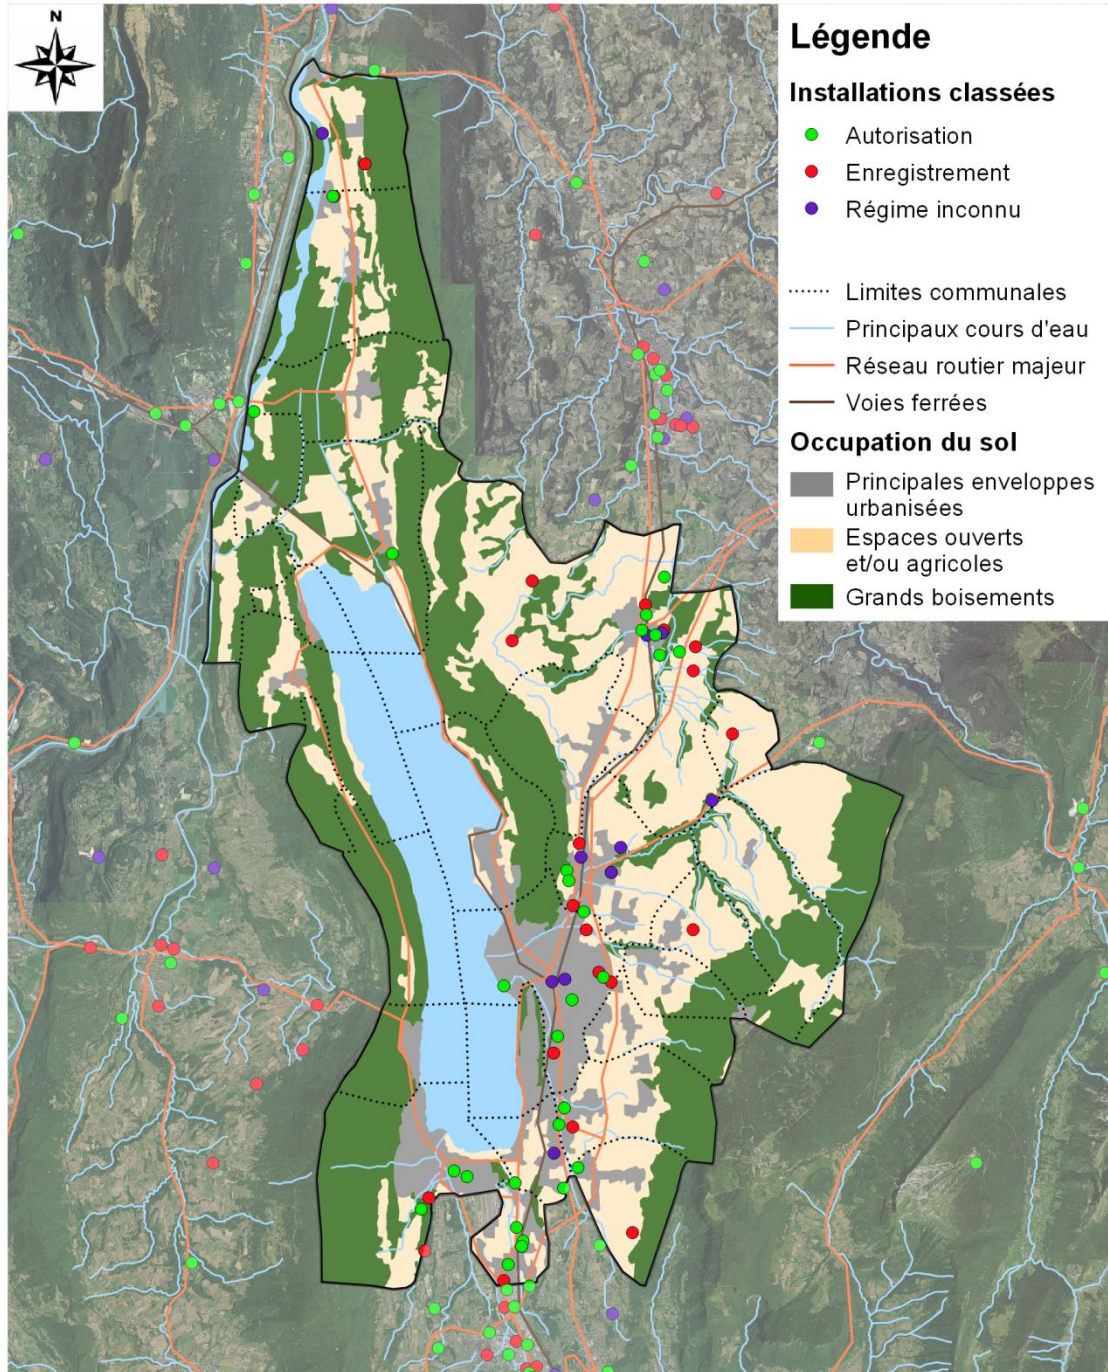 N
Légende
Installations classées
Autorisation
Enregistrement
Régime inconnu
Limites communales
Principaux cours d'eau
Réseau routier majeur
Voies ferrées
Occupation du sol
Principales enveloppes
urbanisées
Espaces ouverts
et/ou agricoles
Grands boisements